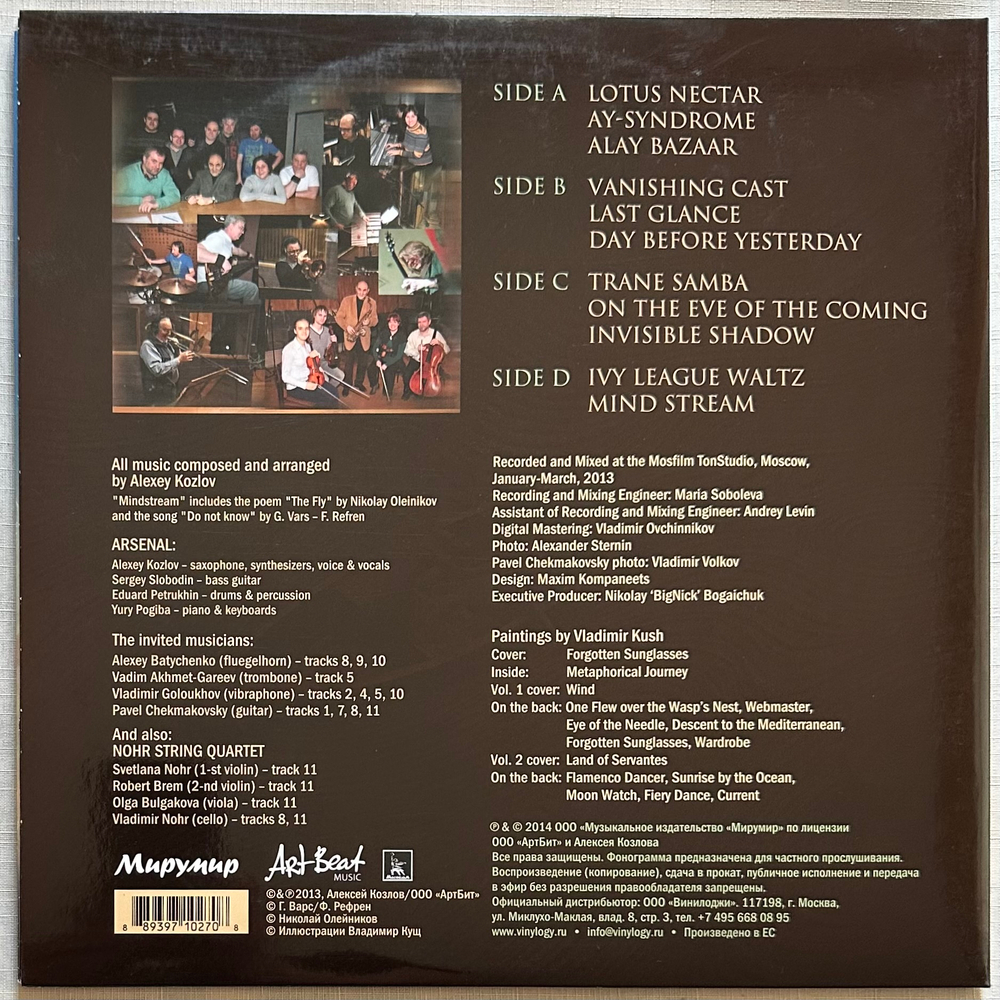 SIDE A LOTUS NECTAR
AY-SYNDROME
ALAY BAZAAR
SIDE B VANISHING CAST
LAST GLANCE
DAY BEFORE YESTERDAY
SIDE C TRANE SAMBA
ON THE EVE OF THE COMING
INVISIBLE SHADOW
SIDE D IVY LEAGUE WALTZ
MIND STREAM
All music composed and arranged
by Alexey Kozlov
"Mindstream" includes the poem "The Fly" by Nikolay Oleinikov
and the song "Do not know" by G. Vars – F. Refren
ARSENAL:
Alexey Kozlov – saxophone, synthesizers, voice & vocals
Sergey Slobodin – bass guitar
Eduard Petrukhin – drums & percussion
Yury Pogiba – piano & keyboards
The invited musicians:
Alexey Batychenko (fluegelhorn) – tracks 8, 9, 10
Vadim Akhmet-Gareev (trombone) – track 5
Vladimir Goloukhov (vibraphone) – tracks 2, 4, 5, 10
Pavel Chekmakovsky (guitar) – tracks 1, 7, 8, 11
And also:
NOHR STRING QUARTET
Svetlana Nohr (1-st violin) – track 11
Robert Brem (2-nd violin) – track 11
Olga Bulgakova (viola) – track 11
Vladimir Nohr (cello) – tracks 8, 11
Recorded and Mixed at the Mosfilm TonStudio, Moscow,
January-March, 2013
Recording and Mixing Engineer: Maria Soboleva
Assistant of Recording and Mixing Engineer: Andrey Levin
Digital Mastering: Vladimir Ovchinnikov
Photo: Alexander Sternin
Pavel Chekmakovsky photo: Vladimir Volkov
Design: Maxim Kompaneets
Executive Producer: Nikolay ‘BigNick’ Bogaichuk
Paintings by Vladimir Kush
Cover: Forgotten Sunglasses
Inside: Metaphorical Journey
Vol. 1 cover: Wind
On the back: One Flew over the Wasp's Nest, Webmaster,
Eye of the Needle, Descent to the Mediterranean,
Forgotten Sunglasses, Wardrobe
Vol. 2 cover: Land of Servantes
On the back: Flamenco Dancer, Sunrise by the Ocean,
Moon Watch, Fiery Dance, Current
Мирумир
ArtBeat
MUSIC
8 89397 10270 8
©&℗2013, Алексей Козлов/ООО «АртБит»
© Г. Варс/Ф. Рефрен
© Николай Олейников
© Иллюстрации Владимир Кущ
℗ & © 2014 ООО «Музыкальное издательство «Мирумир» по лицензии
ООО «АртБит» и Алексея Козлова
Все права защищены. Фонограмма предназначена для частного прослушивания.
Воспроизведение (копирование), сдача в прокат, публичное исполнение и передача
в эфир без разрешения правообладателя запрещены.
Официальный дистрибьютор: ООО «Винилоджи». 117198, г. Москва,
ул. Миклухо-Маклая, влад. 8, стр. 3, тел. +7 495 668 08 95
www.vinylogy.ru • info@vinylogy.ru • Произведено в ЕС